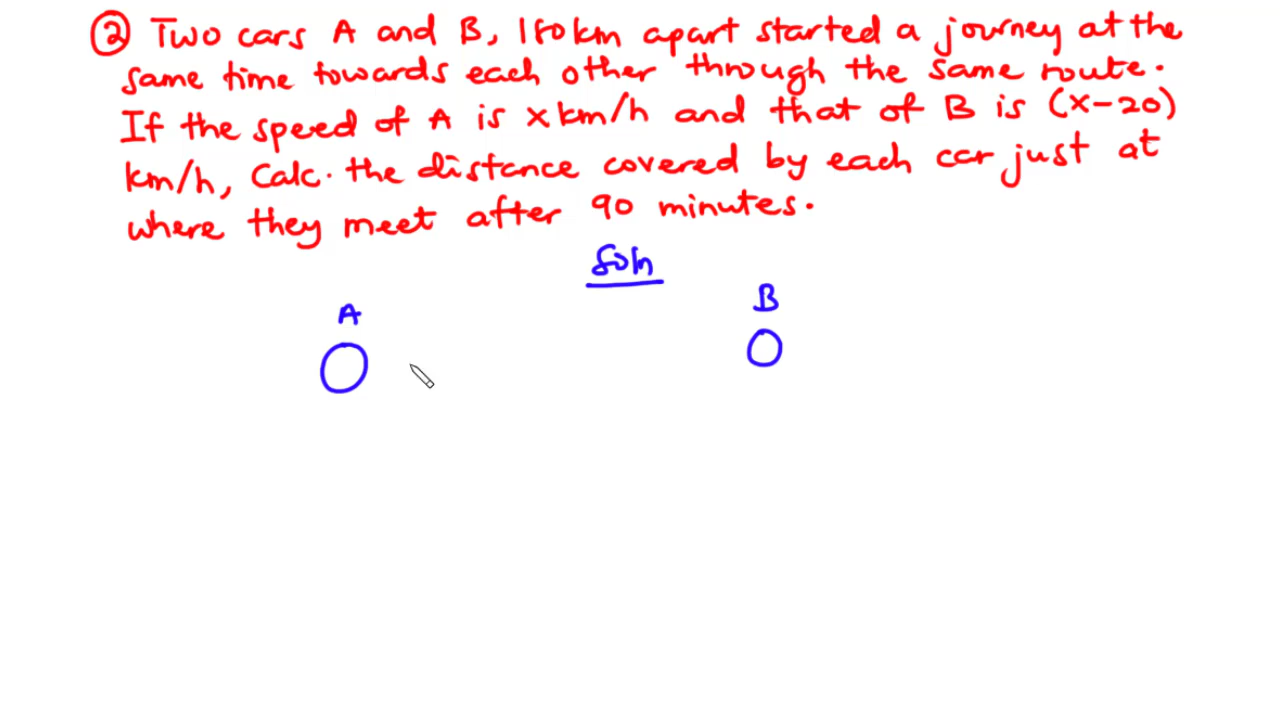 ② Two cars A and B, 180km apart started a journey at the
same time towards each other through the same route.
If the speed of A is x km/h and that of B is (x-20)
km/h, Calc. the distance covered by each car just at
where they meet after 90 minutes.
Soln
A B